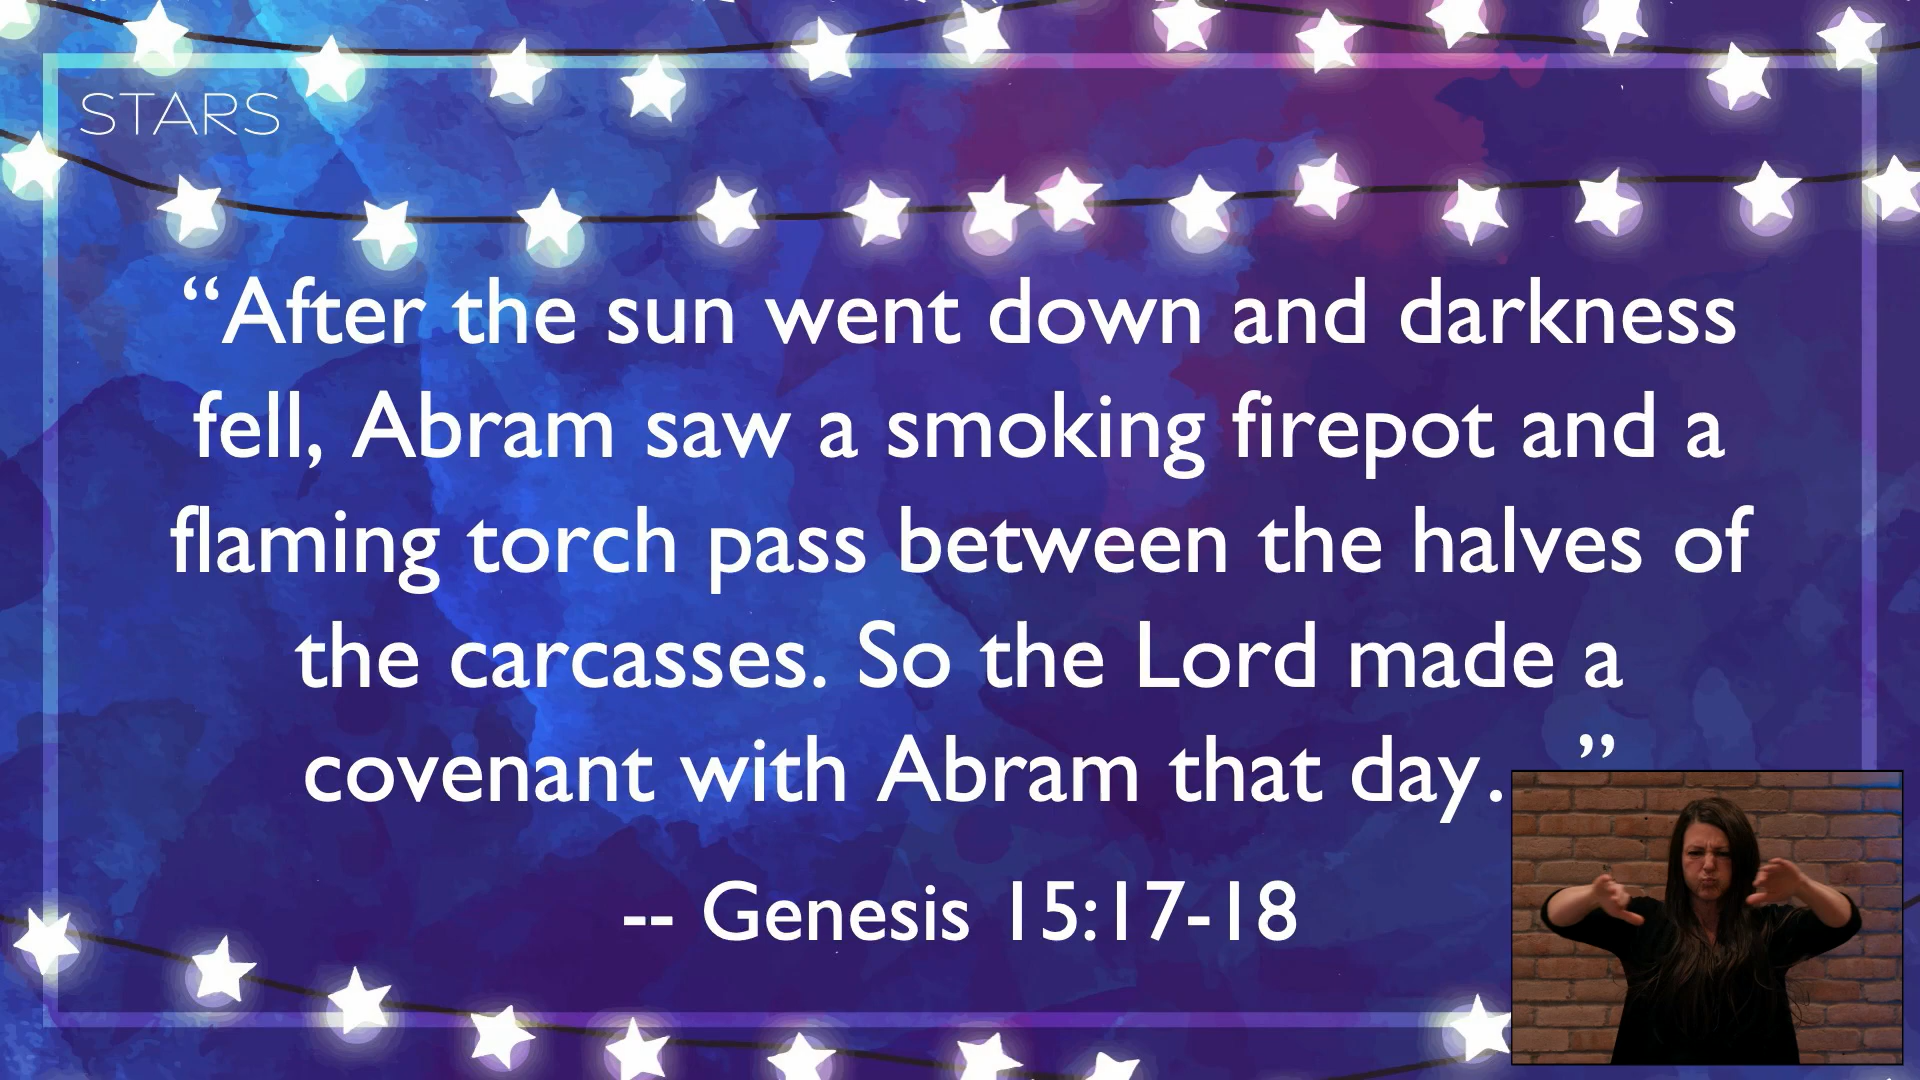 STARS
“After the sun went down and darkness
fell, Abram saw a smoking firepot and a
flaming torch pass between the halves of
the carcasses. So the Lord made a
covenant with Abram that day. ”
-- Genesis 15:17-18